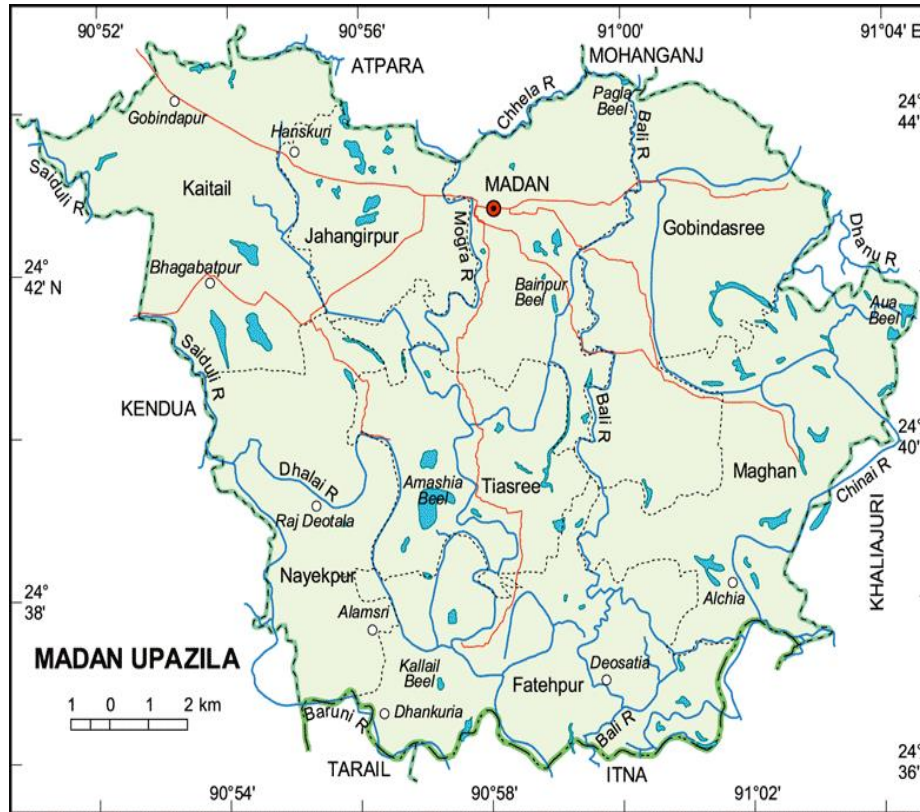 90°52'
90°56'
91°00'
91°04' E
ATPARA
MOHANGANJ
Gobindapur
Hanskuri
Chhela R
Pagla
Beel
Bali R
24°
44'
Saiduli R
Kaitail
MADAN
Jahangirpur
Mogra R
Gobindasree
Dhanu R
24°
42' N
Bhagabatpur
Bainpur
Beel
Aua
Beel
Saiduli R
KENDUA
Bali R
24°
40'
Dhalai R
Amashia
Beel
Tiasree
Maghan
Chinai R
Raj Deotala
KHALIAJURI
Nayekpur
24°
38'
Alamsri
Alchia
MADAN UPAZILA
Kallail
Beel
Fatehpur
Deosatia
1 0 1 2 km
Baruni R
Dhankuria
Bali R
TARAIL
ITNA
24°
36'
90°54'
90°58'
91°02'